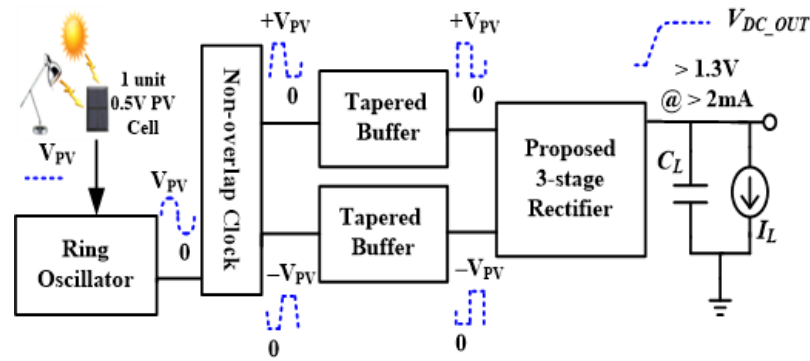 1 unit
0.5V PV
Cell
V_PV
Ring
Oscillator
V_PV
0
Non-overlap Clock
+V_PV
0
−V_PV
0
Tapered
Buffer
Tapered
Buffer
+V_PV
0
−V_PV
0
Proposed
3-stage
Rectifier
V_DC_OUT
> 1.3V
@ > 2mA
C_L
I_L